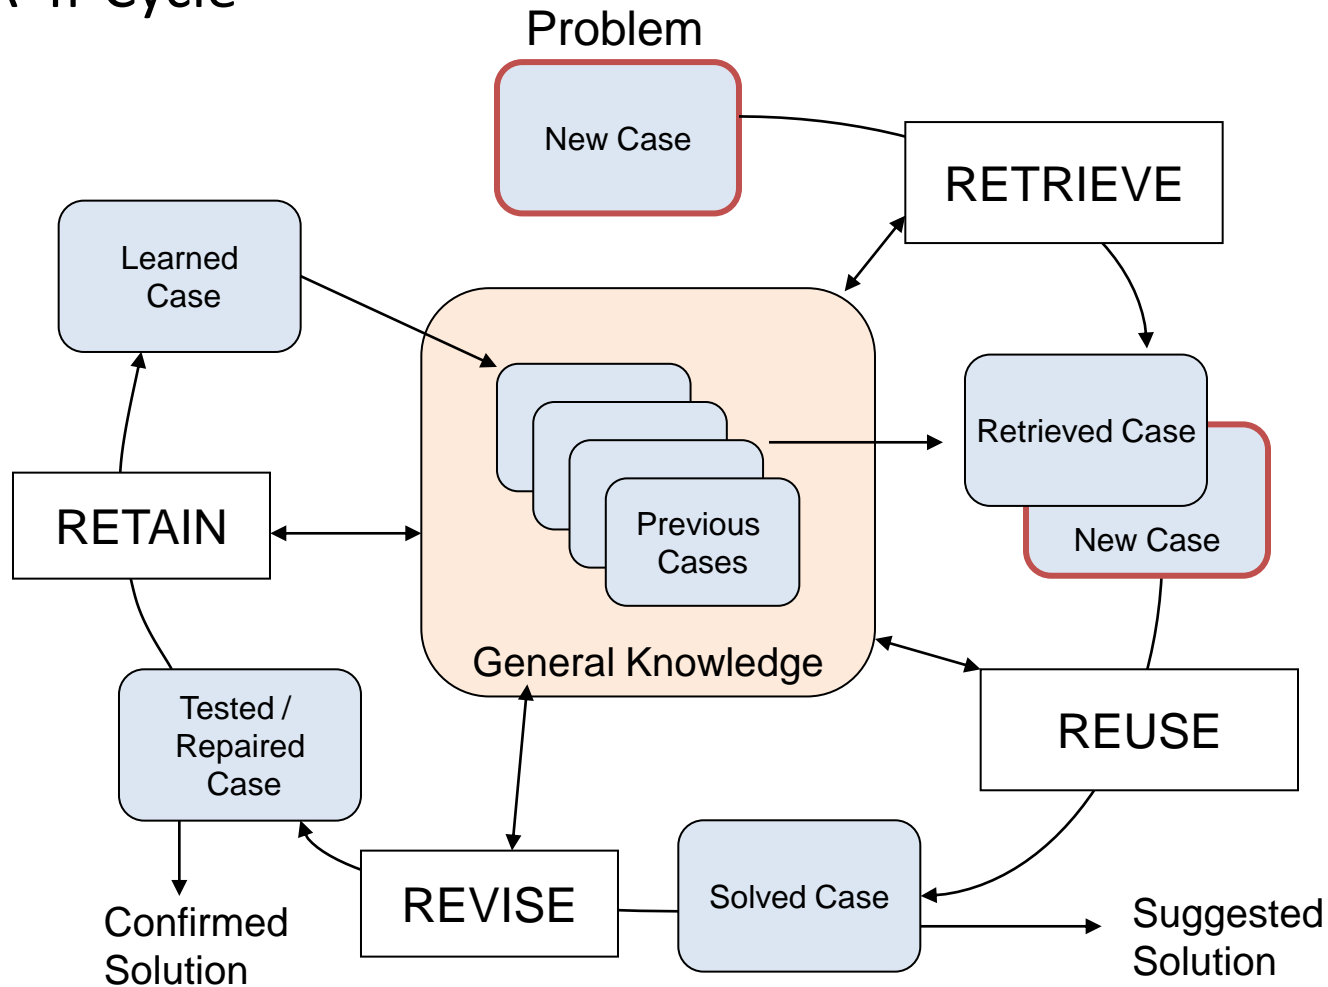 Cycle
Problem
New Case
RETRIEVE
Learned
Case
Retrieved Case
New Case
RETAIN
Previous
Cases
General Knowledge
REUSE
Tested /
Repaired
Case
REVISE
Solved Case
Confirmed
Solution
Suggested
Solution